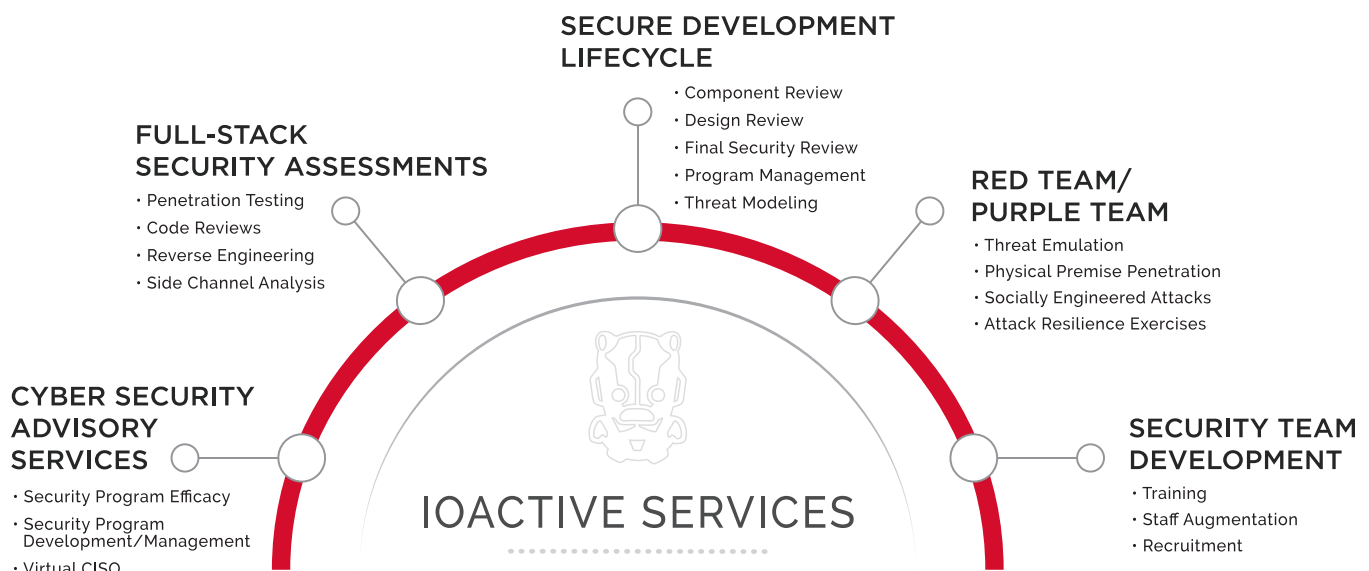 SECURE DEVELOPMENT
LIFECYCLE
• Component Review
• Design Review
• Final Security Review
• Program Management
• Threat Modeling
FULL-STACK
SECURITY ASSESSMENTS
• Penetration Testing
• Code Reviews
• Reverse Engineering
• Side Channel Analysis
RED TEAM/
PURPLE TEAM
• Threat Emulation
• Physical Premise Penetration
• Socially Engineered Attacks
• Attack Resilience Exercises
CYBER SECURITY
ADVISORY
SERVICES
• Security Program Efficacy
• Security Program
Development/Management
• Virtual CISO
SECURITY TEAM
DEVELOPMENT
• Training
• Staff Augmentation
• Recruitment
IOACTIVE SERVICES